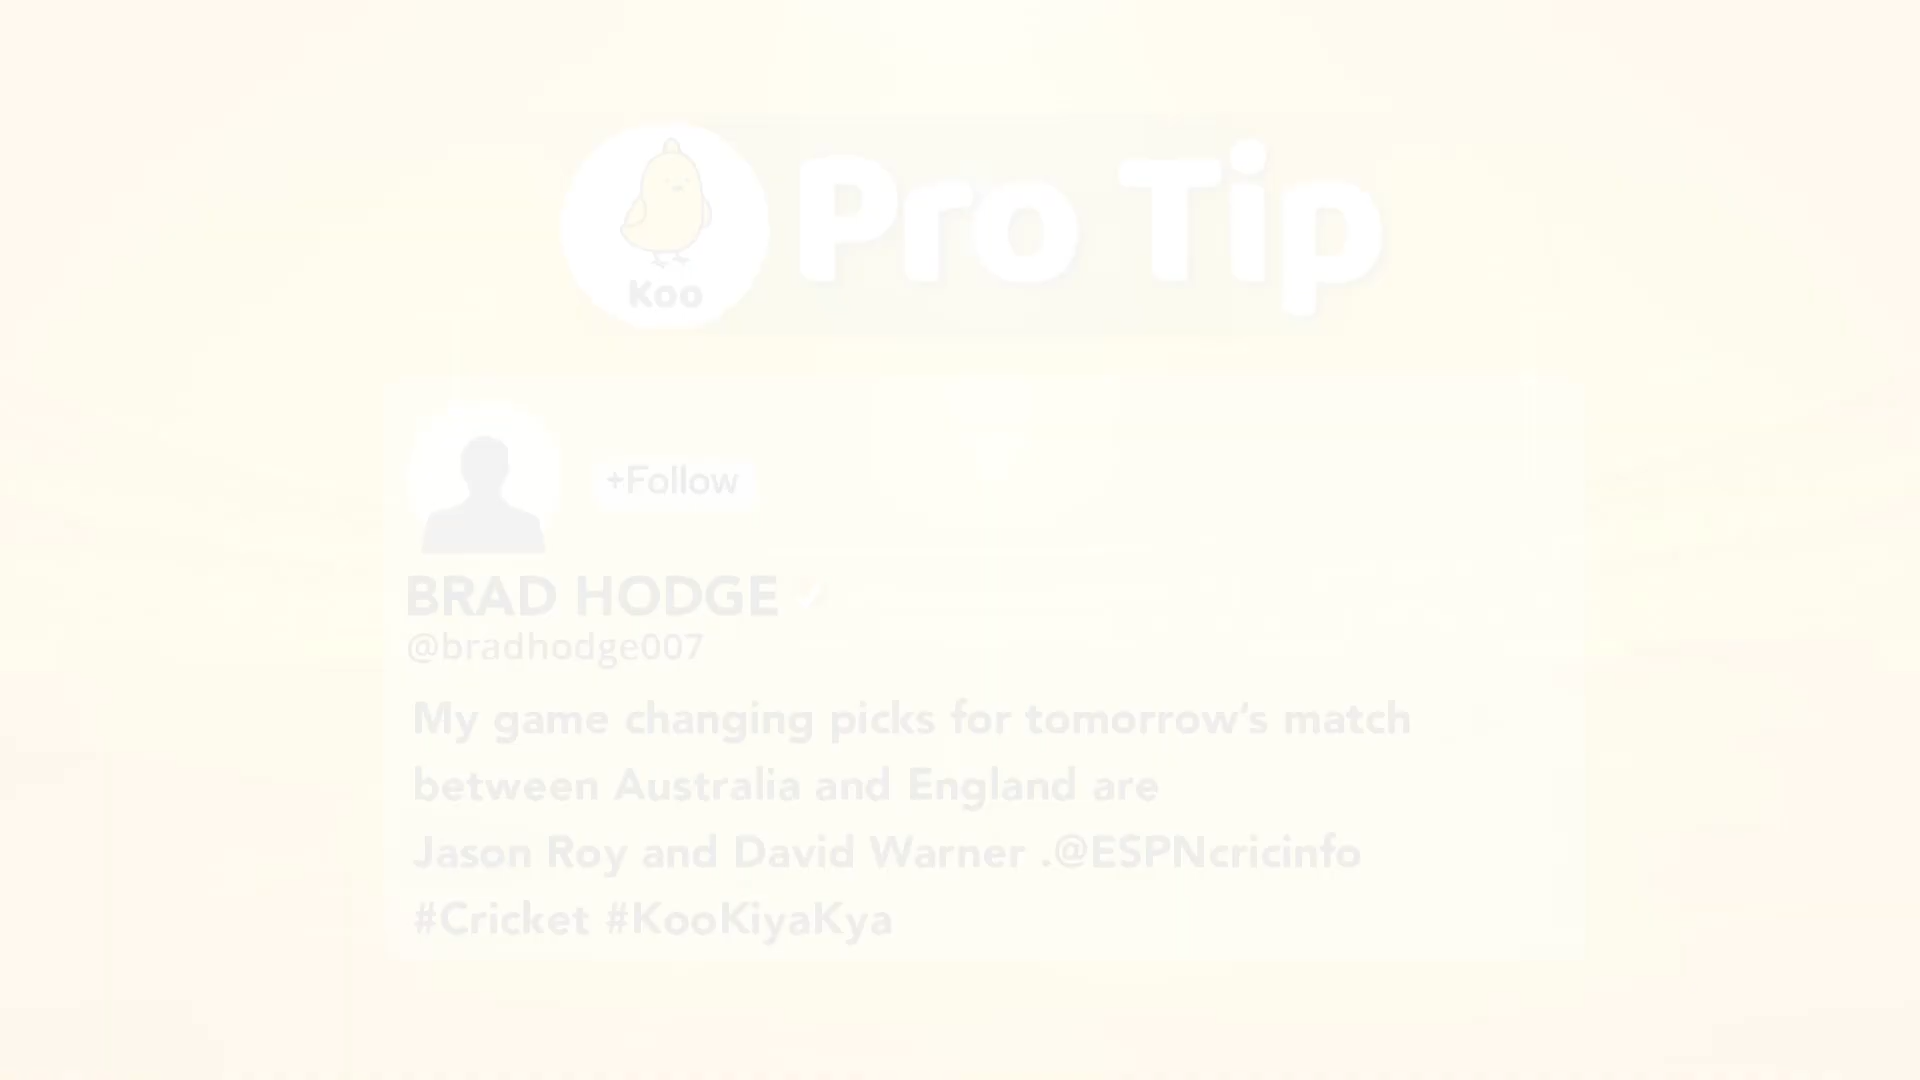 Koo
Pro Tip
+Follow
BRAD HODGE
@bradhodge007
My game changing picks for tomorrow's match
between Australia and England are
Jason Roy and David Warner .@ESPNcricinfo
#Cricket #KooKiyaKya